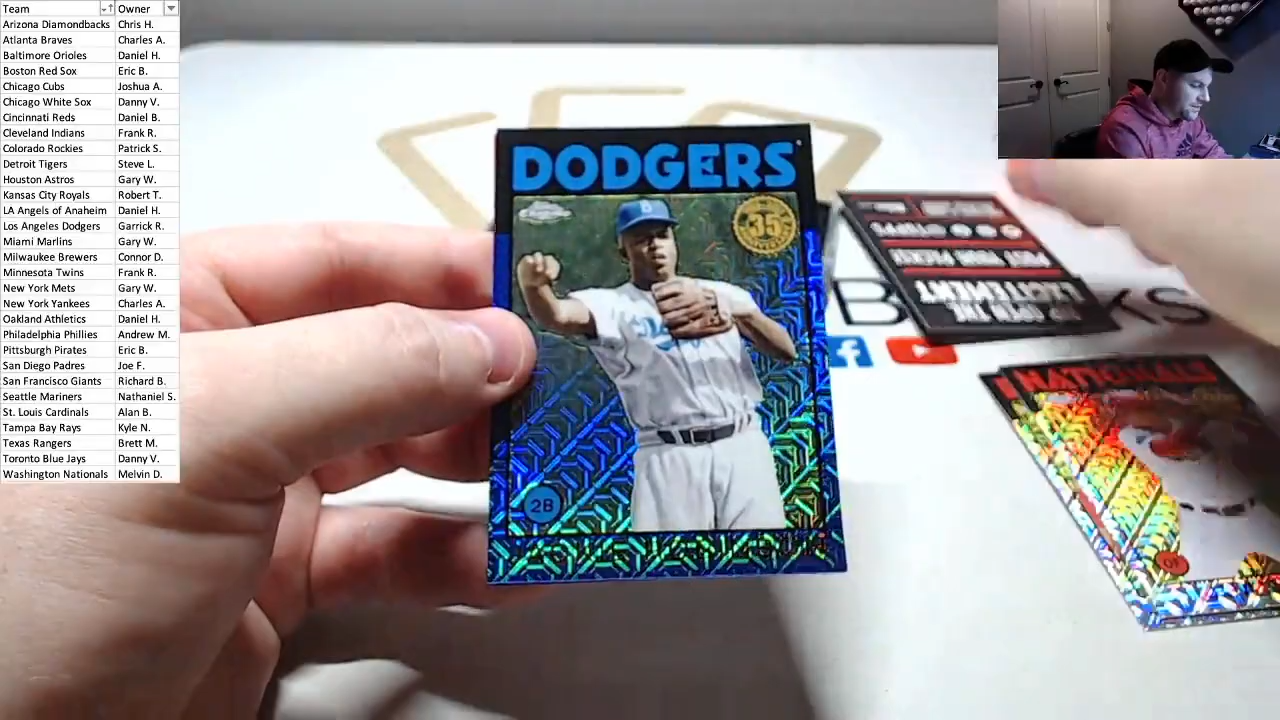 Team Owner
Arizona Diamondbacks Chris H.
Atlanta Braves Charles A.
Baltimore Orioles Daniel H.
Boston Red Sox Eric B.
Chicago Cubs Joshua A.
Chicago White Sox Danny V.
Cincinnati Reds Daniel B.
Cleveland Indians Frank R.
Colorado Rockies Patrick S.
Detroit Tigers Steve L.
Houston Astros Gary W.
Kansas City Royals Robert T.
LA Angels of Anaheim Daniel H.
Los Angeles Dodgers Garrick R.
Miami Marlins Gary W.
Milwaukee Brewers Connor D.
Minnesota Twins Frank R.
New York Mets Gary W.
New York Yankees Charles A.
Oakland Athletics Daniel H.
Philadelphia Phillies Andrew M.
Pittsburgh Pirates Eric B.
San Diego Padres Joe F.
San Francisco Giants Richard B.
Seattle Mariners Nathaniel S.
St. Louis Cardinals Alan B.
Tampa Bay Rays Kyle N.
Texas Rangers Brett M.
Toronto Blue Jays Danny V.
Washington Nationals Melvin D.
DODGERS
35
B
2B
B
KS
NATIONALS
OF